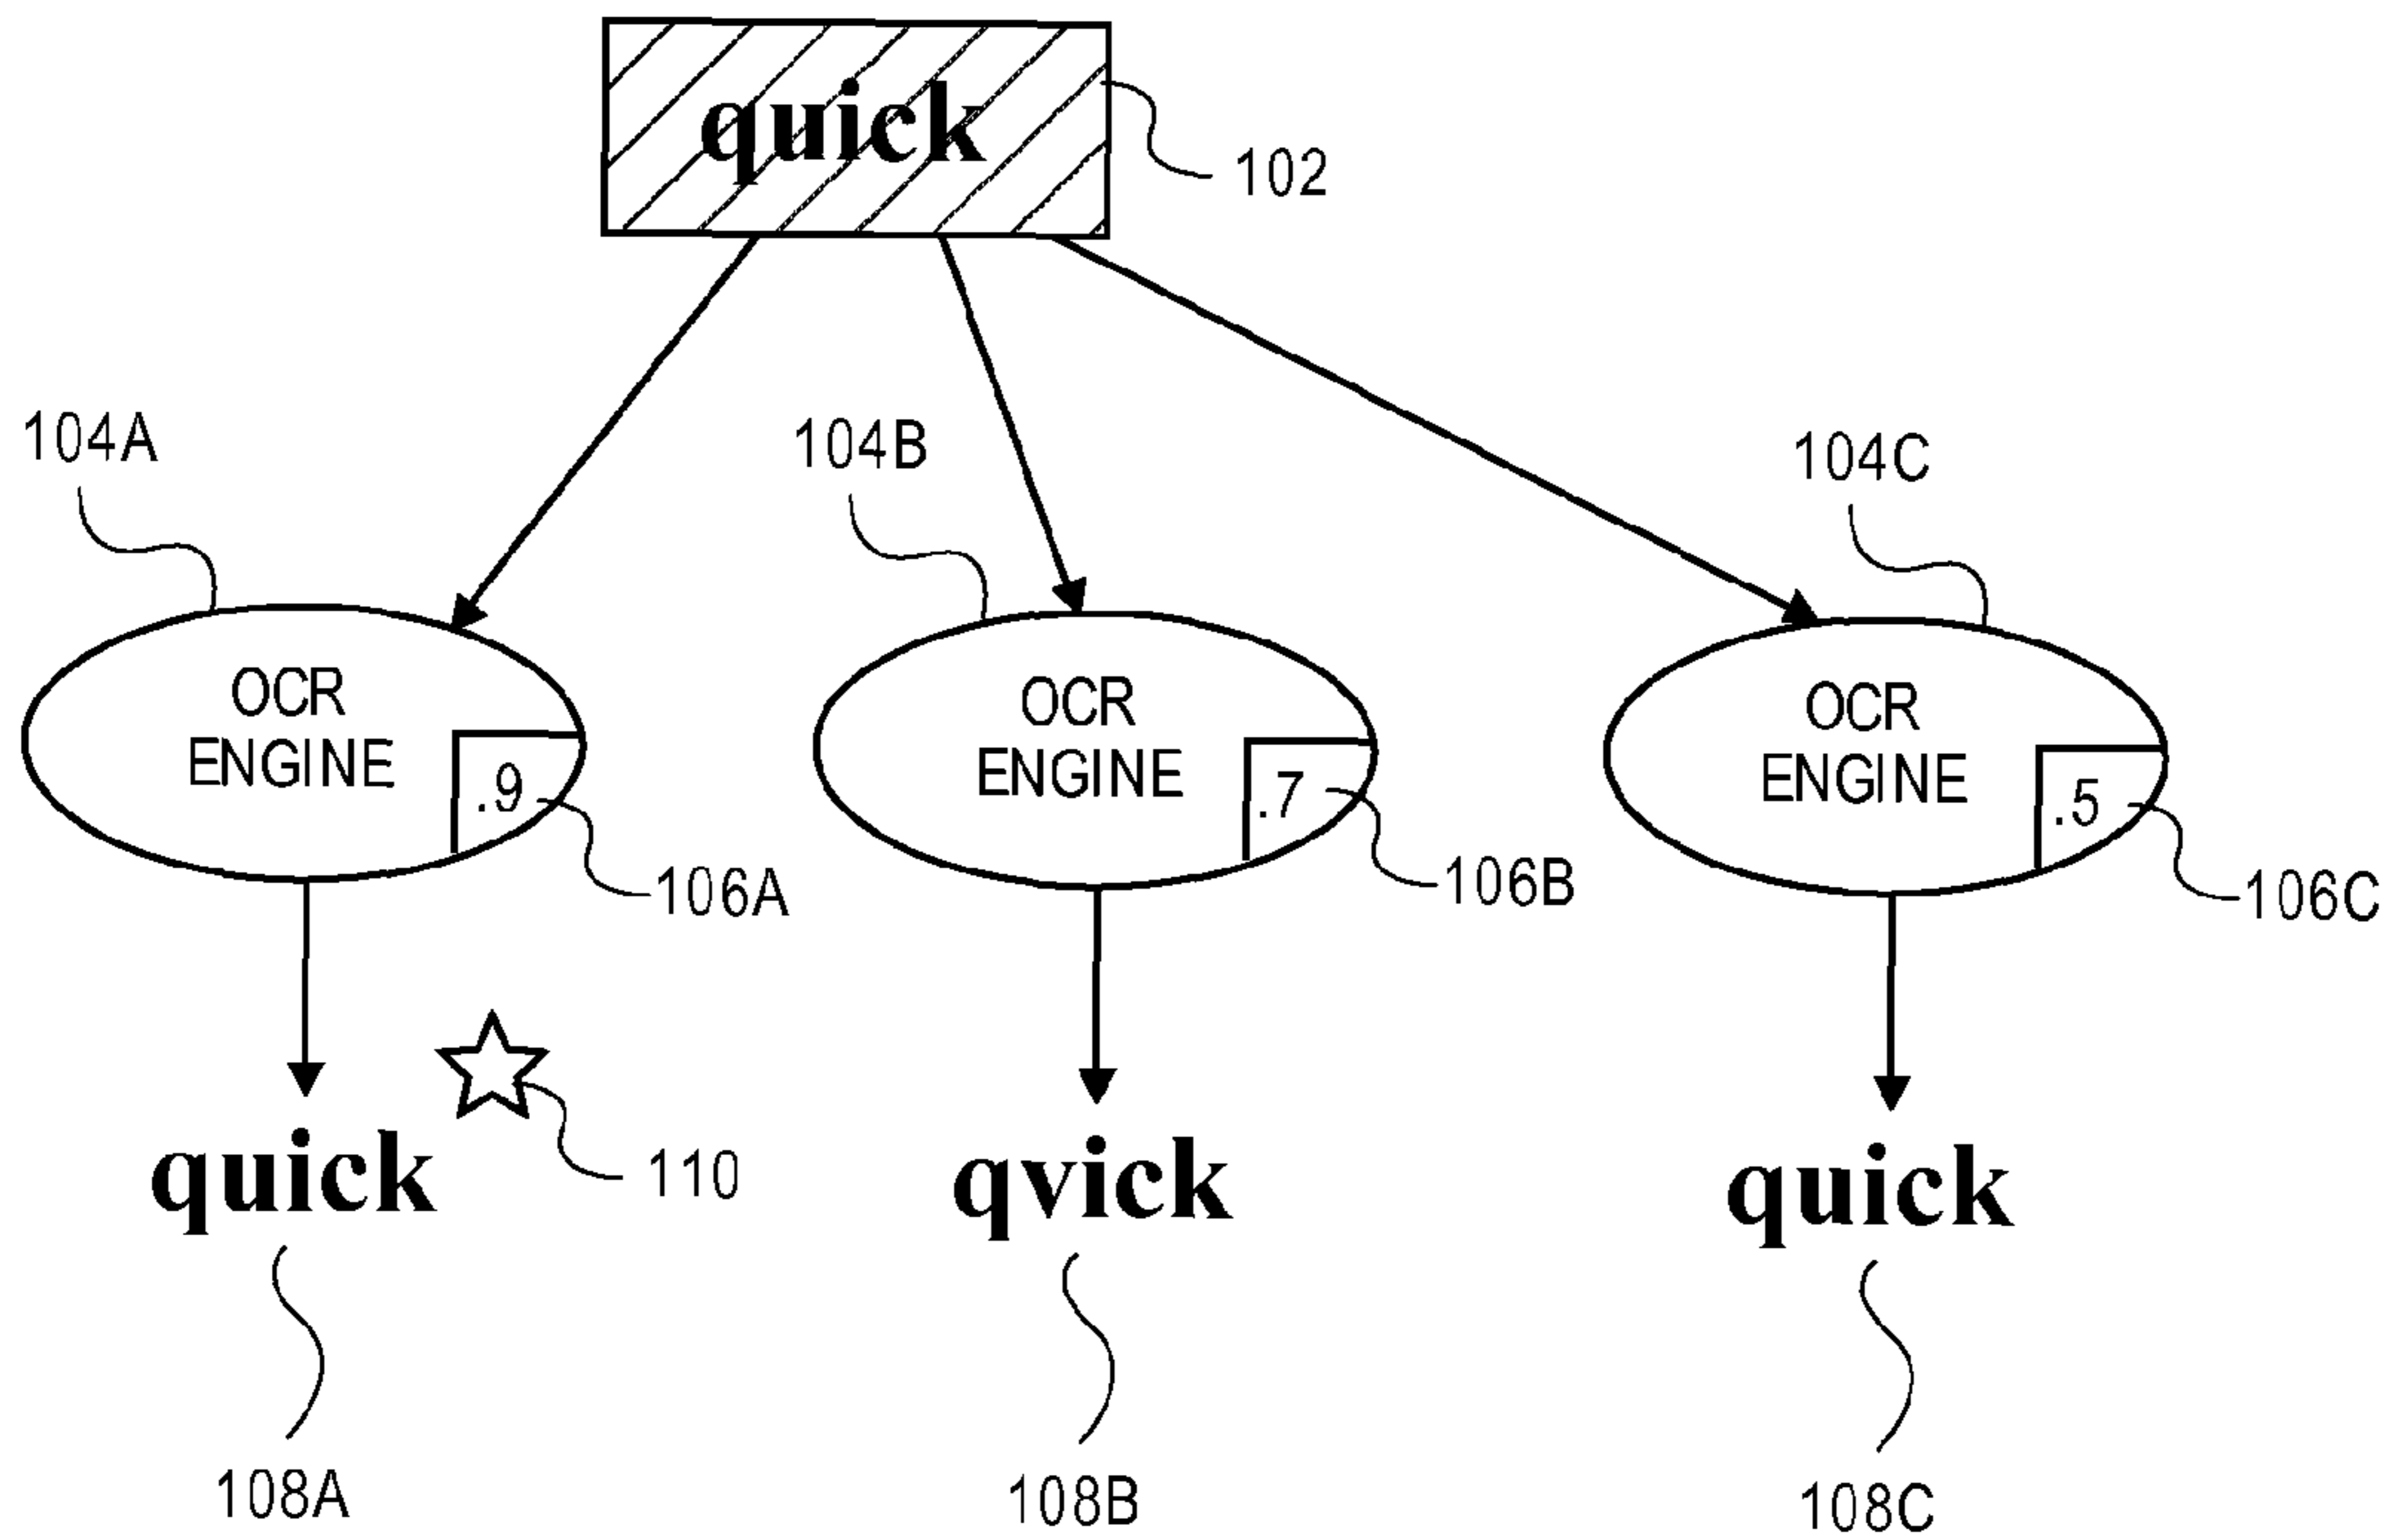 quick
102
104A
104B
104C
OCR
ENGINE
.9
106A
OCR
ENGINE
.7
106B
OCR
ENGINE
.5
106C
110
quick
qvick
quick
108A
108B
108C